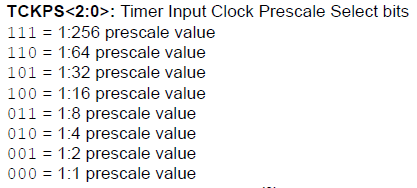 TCKPS<2:0>: Timer Input Clock Prescale Select bits
111 = 1:256 prescale value
110 = 1:64 prescale value
101 = 1:32 prescale value
100 = 1:16 prescale value
011 = 1:8 prescale value
010 = 1:4 prescale value
001 = 1:2 prescale value
000 = 1:1 prescale value